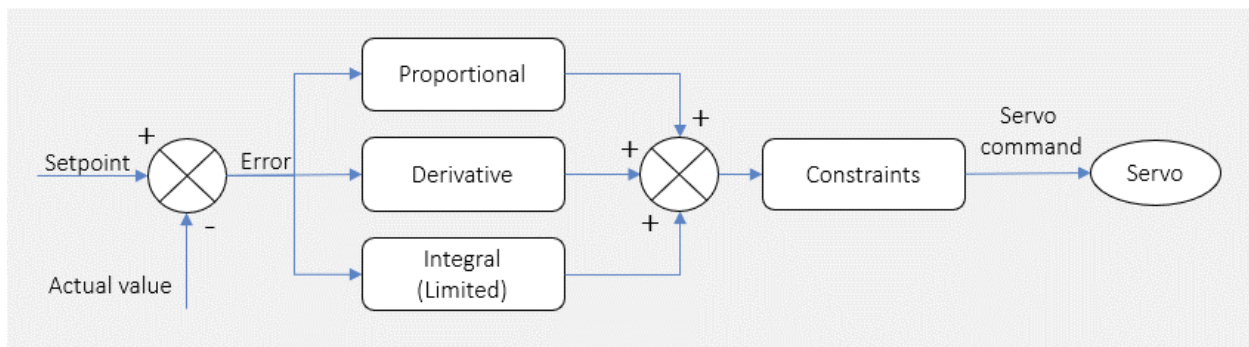 Proportional
+
+
Servo
command
Setpoint
Error
+
Derivative
Constraints
Servo
-
+
Actual value
Integral
(Limited)